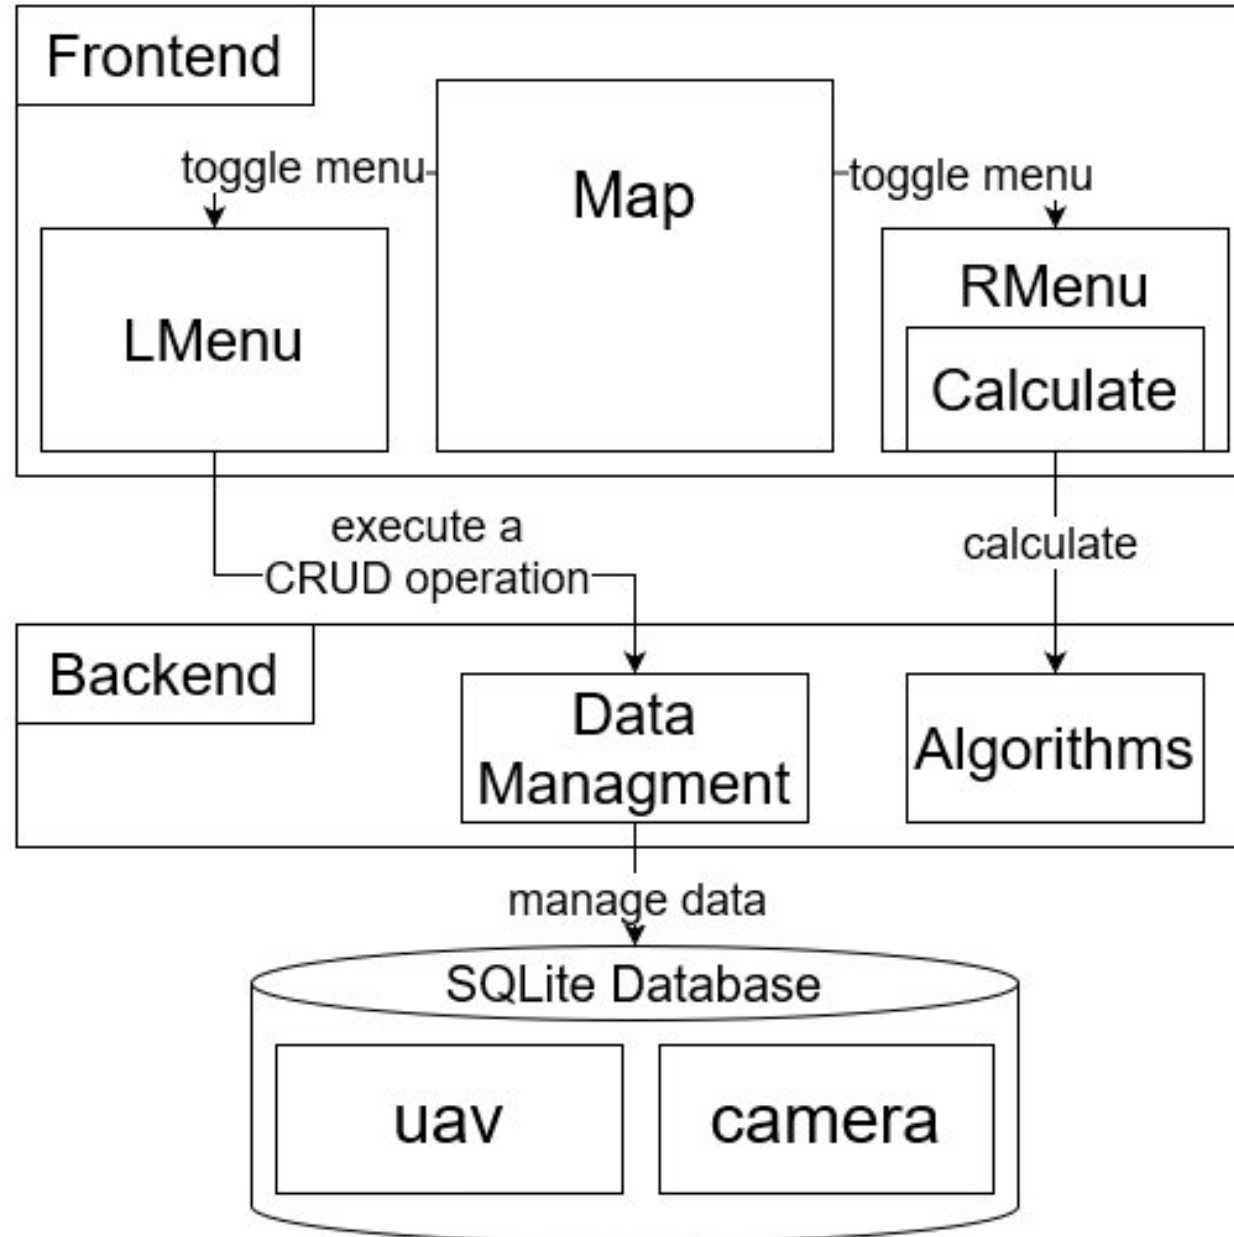 Frontend
toggle menu
Map
toggle menu
LMenu
RMenu
Calculate
execute a
CRUD operation
calculate
Backend
Data
Managment
Algorithms
manage data
SQLite Database
uav
camera